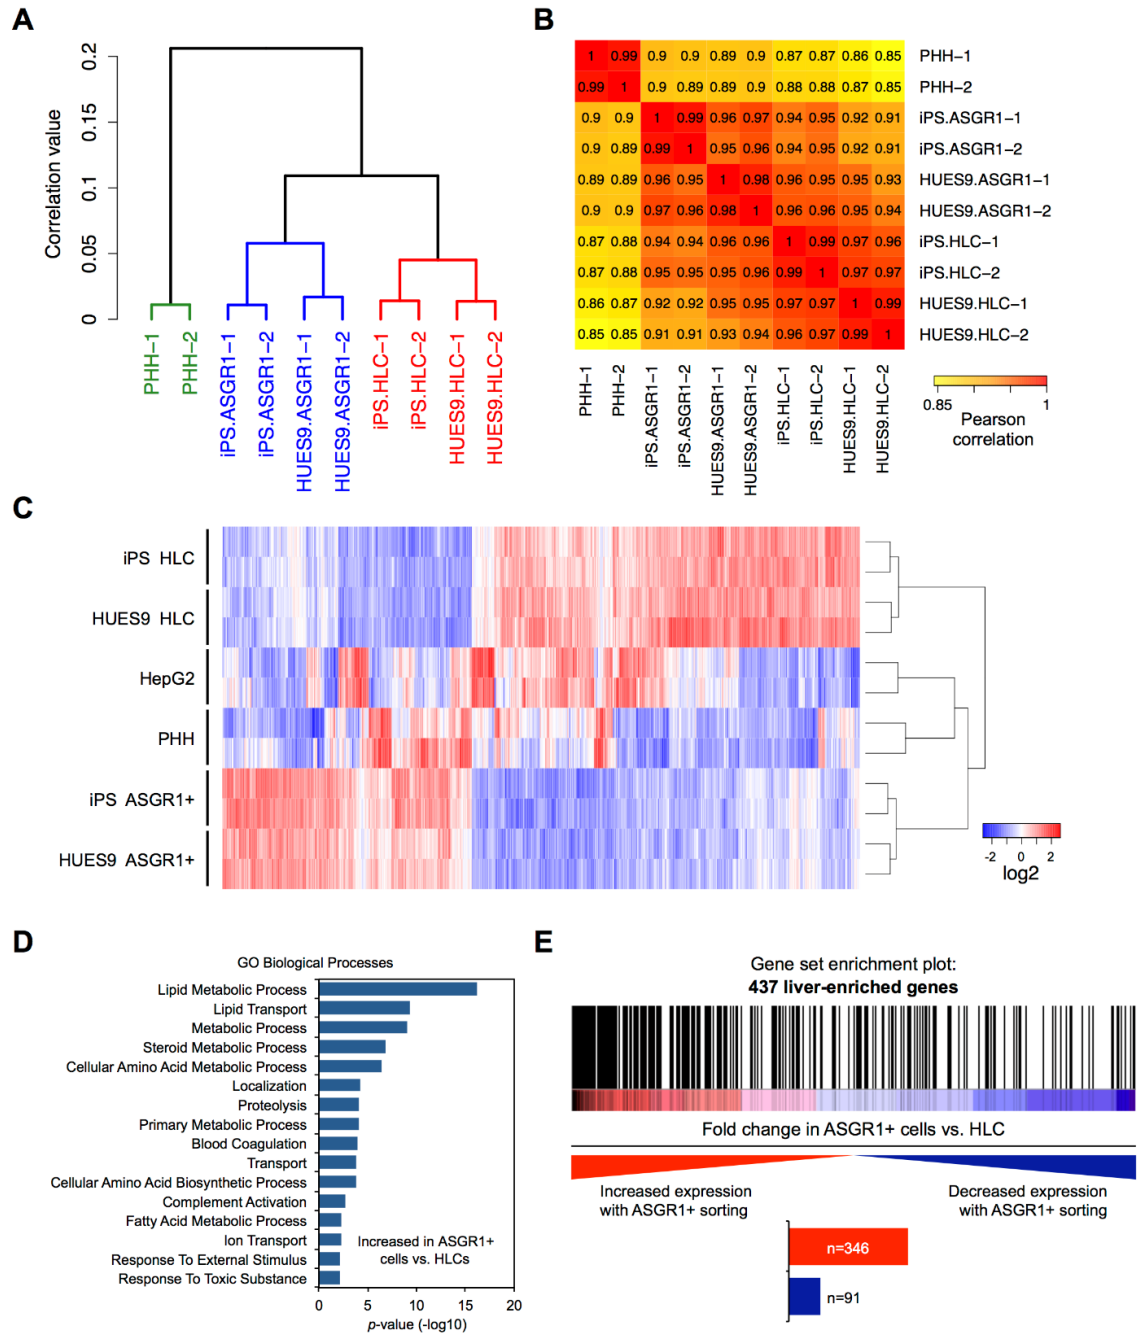 A
Correlation value
0.2
0.15
0.1
0.05
0
PHH-1
PHH-2
iPS.ASGR1-1
iPS.ASGR1-2
HUES9.ASGR1-1
HUES9.ASGR1-2
iPS.HLC-1
iPS.HLC-2
HUES9.HLC-1
HUES9.HLC-2
B
1 0.99 0.9 0.9 0.89 0.9 0.87 0.87 0.86 0.85 PHH-1
0.99 1 0.9 0.89 0.89 0.9 0.88 0.88 0.87 0.85 PHH-2
0.9 0.9 1 0.99 0.96 0.97 0.94 0.95 0.92 0.91 iPS.ASGR1-1
0.9 0.89 0.99 1 0.95 0.96 0.94 0.95 0.92 0.91 iPS.ASGR1-2
0.89 0.89 0.96 0.95 1 0.98 0.96 0.95 0.95 0.93 HUES9.ASGR1-1
0.9 0.9 0.97 0.96 0.98 1 0.96 0.96 0.95 0.94 HUES9.ASGR1-2
0.87 0.88 0.94 0.94 0.96 0.96 1 0.99 0.97 0.96 iPS.HLC-1
0.87 0.88 0.95 0.95 0.95 0.96 0.99 1 0.97 0.97 iPS.HLC-2
0.86 0.87 0.92 0.92 0.95 0.95 0.97 0.97 1 0.99 HUES9.HLC-1
0.85 0.85 0.91 0.91 0.93 0.94 0.96 0.97 0.99 1 HUES9.HLC-2
PHH-1
PHH-2
iPS.ASGR1-1
iPS.ASGR1-2
HUES9.ASGR1-1
HUES9.ASGR1-2
iPS.HLC-1
iPS.HLC-2
HUES9.HLC-1
HUES9.HLC-2
0.85 1
Pearson
correlation
C
iPS HLC
HUES9 HLC
HepG2
PHH
iPS ASGR1+
HUES9 ASGR1+
-2 0 2
log2
D
GO Biological Processes
Lipid Metabolic Process
Lipid Transport
Metabolic Process
Steroid Metabolic Process
Cellular Amino Acid Metabolic Process
Localization
Proteolysis
Primary Metabolic Process
Blood Coagulation
Transport
Cellular Amino Acid Biosynthetic Process
Complement Activation
Fatty Acid Metabolic Process
Ion Transport
Response To External Stimulus
Response To Toxic Substance
Increased in ASGR1+
cells vs. HLCs
0 5 10 15 20
p-value (-log10)
E
Gene set enrichment plot:
437 liver-enriched genes
Fold change in ASGR1+ cells vs. HLC
Increased expression
with ASGR1+ sorting
Decreased expression
with ASGR1+ sorting
n=346
n=91